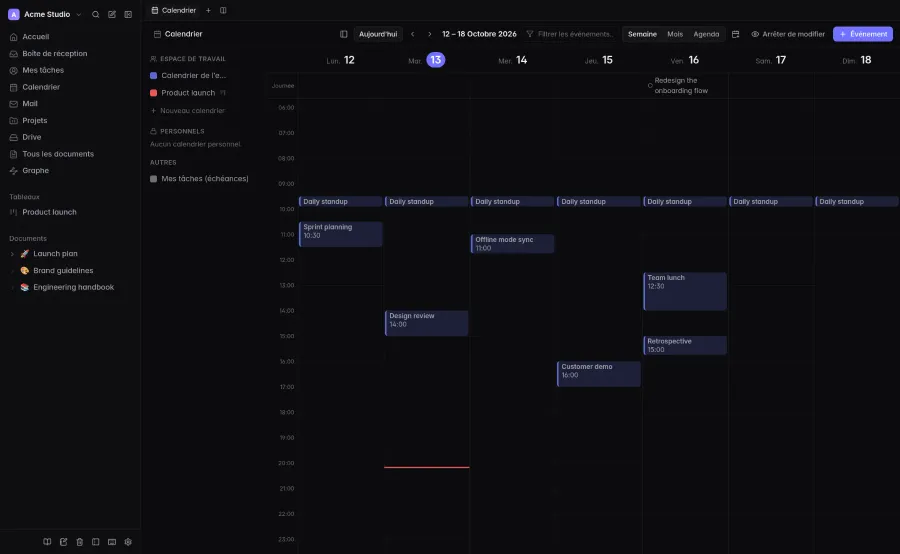 Acme Studio
Accueil
Boîte de réception
Mes tâches
Calendrier
Mail
Projets
Drive
Tous les documents
Graphe
Tableaux
Product launch
Documents
🚀 Launch plan
🎨 Brand guidelines
📚 Engineering handbook
Calendrier
Calendrier
Aujourd'hui
12 – 18 Octobre 2026
Filtrer les événements…
Semaine
Mois
Agenda
Arrêter de modifier
+ Événement
ESPACE DE TRAVAIL
Calendrier de l'e...
Product launch
+ Nouveau calendrier
PERSONNELS
Aucun calendrier personnel.
AUTRES
Mes tâches (échéances)
Lun. 12
Mar. 13
Mer. 14
Jeu. 15
Ven. 16
Sam. 17
Dim. 18
Journée
Redesign the
onboarding flow
06:00
07:00
08:00
09:00
Daily standup
Daily standup
Daily standup
Daily standup
Daily standup
Daily standup
Daily standup
10:00
Sprint planning
10:30
11:00
Offline mode sync
11:00
12:00
Team lunch
12:30
13:00
14:00
Design review
14:00
15:00
Retrospective
15:00
16:00
Customer demo
16:00
17:00
18:00
19:00
20:00
21:00
22:00
23:00